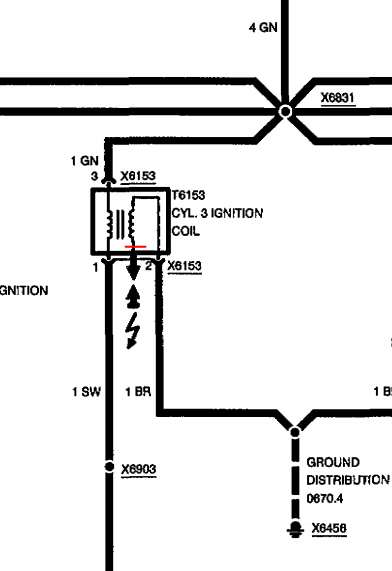 4 GN
X6831
1 GN
3 X6153
T6153
CYL. 3 IGNITION
COIL
1 2 X6153
GNITION
1 SW 1 BR 1 B
X6903
GROUND
DISTRIBUTION
0670.4
X6456